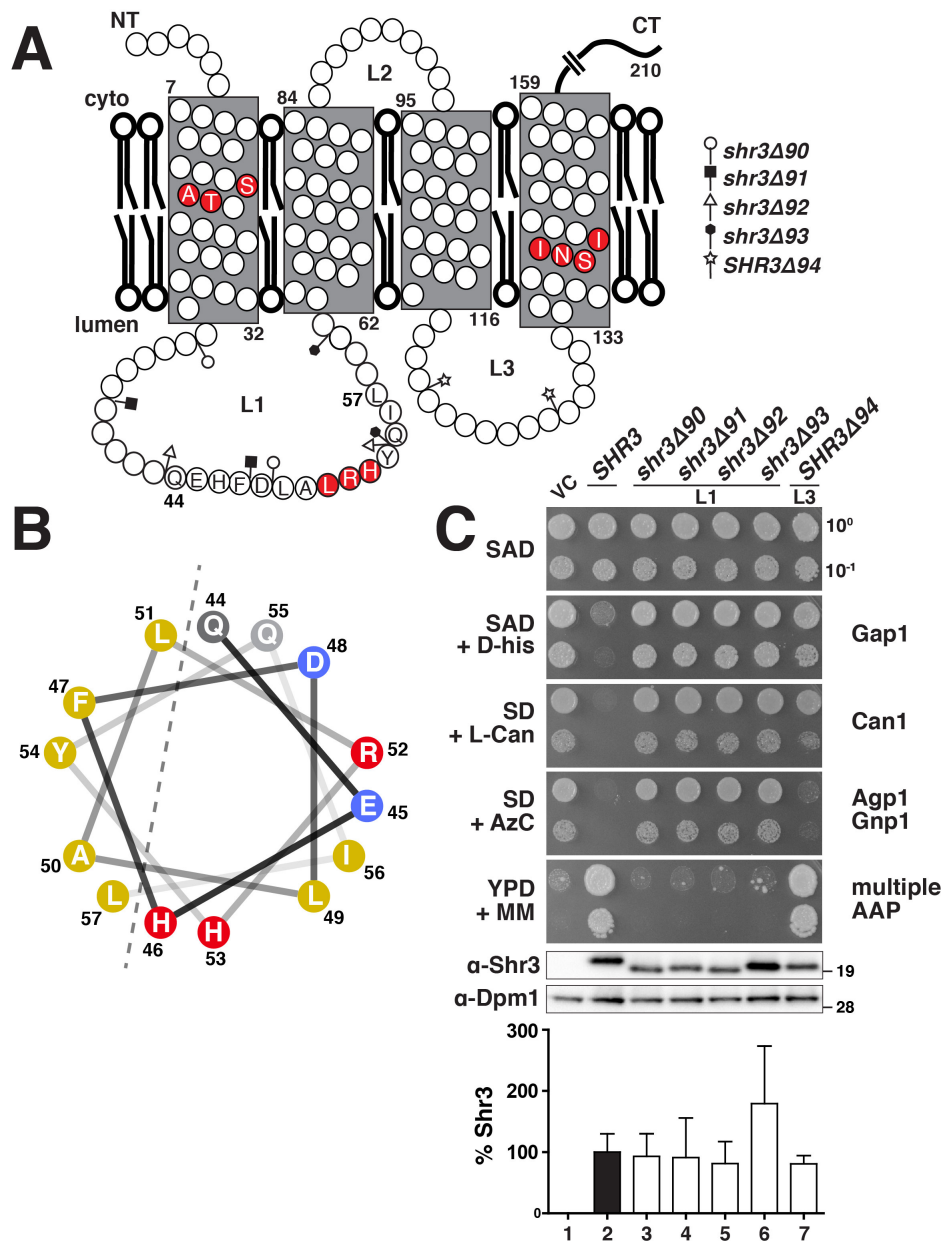 A
NT
CT
210
L2
7
84
95
159
cyto
A T S
I N S I
lumen
32
62
116
133
L1
L3
57
L I Q Y
44
Q E H F D L A L R H
shr3Δ90
shr3Δ91
shr3Δ92
shr3Δ93
SHR3Δ94
B
44 Q
55 Q
51 L
48 D
47 F
54 Y
R 52
E 45
50 A
I 56
57 L
L 49
H 46
H 53
C
VC
SHR3
shr3Δ90
shr3Δ91
shr3Δ92
shr3Δ93
SHR3Δ94
L1
L3
SAD
10⁰
10⁻¹
SAD
+ D-his
Gap1
SD
+ L-Can
Can1
SD
+ AzC
Agp1
Gnp1
YPD
+ MM
multiple
AAP
α-Shr3
19
α-Dpm1
28
% Shr3
300
200
100
0
1 2 3 4 5 6 7